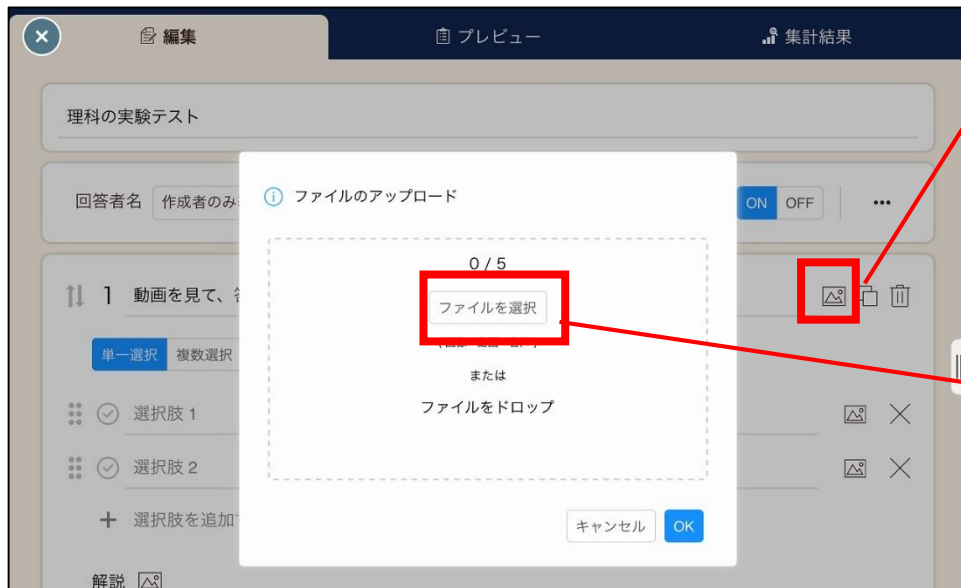 編集
プレビュー
集計結果
理科の実験テスト
回答者名 作成者のみ
ON OFF
ファイルのアップロード
0 / 5
ファイルを選択
または
ファイルをドロップ
キャンセル OK
1 動画を見て、
単一選択 複数選択
選択肢 1
選択肢 2
選択肢を追加
解説